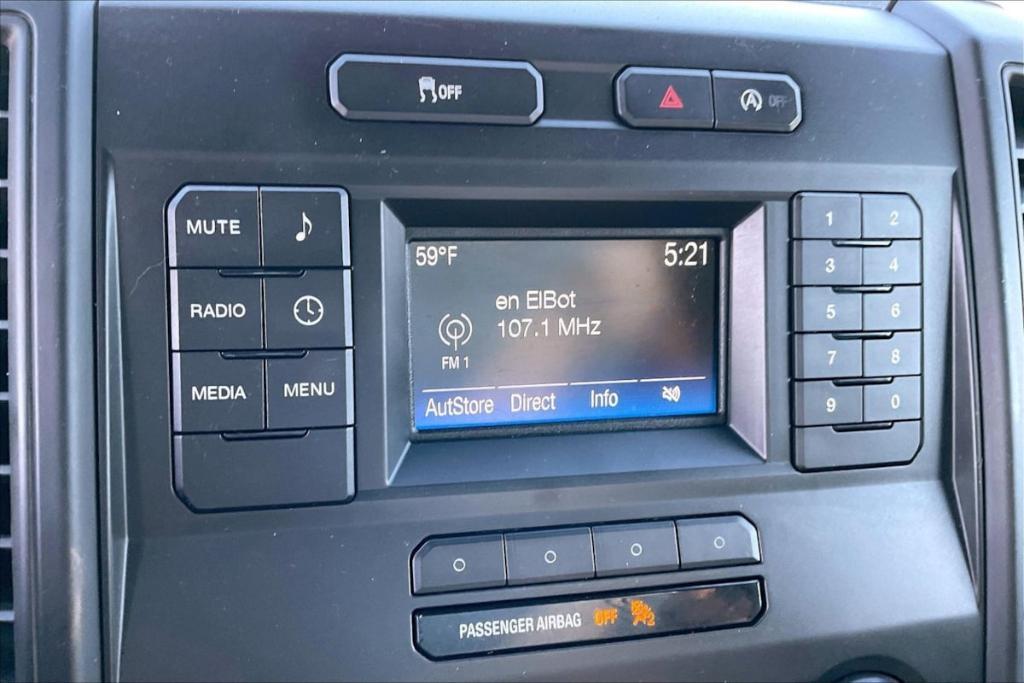 OFF
A OFF
MUTE
RADIO
MEDIA
MENU
59°F
5:21
en ElBot
107.1 MHz
FM 1
AutStore Direct Info
1 2
3 4
5 6
7 8
9 0
PASSENGER AIRBAG OFF
2